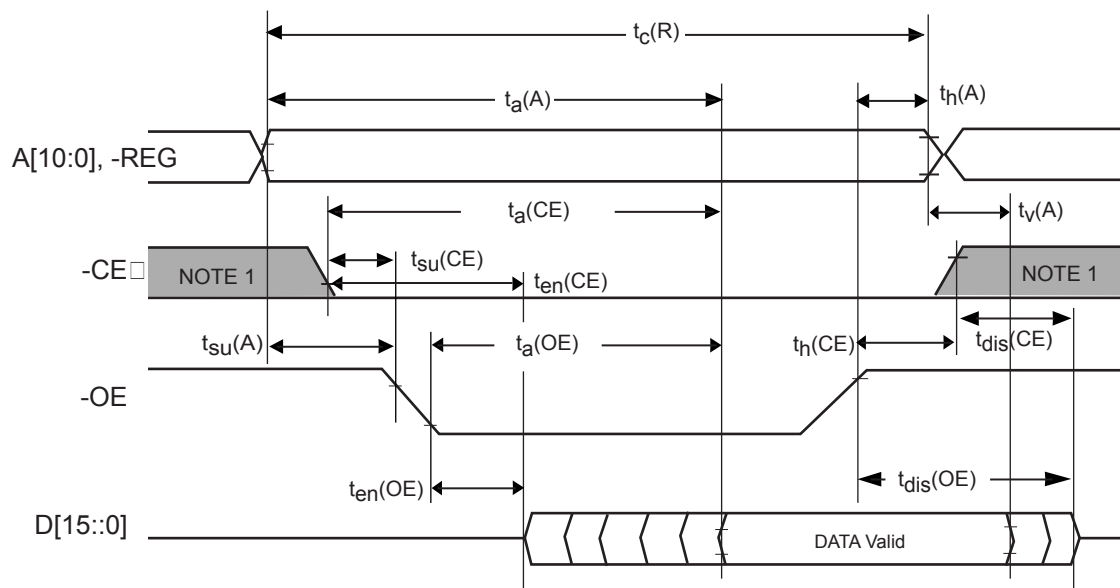 tc(R)
ta(A)
th(A)
A[10:0], -REG
ta(CE)
tv(A)
-CE□
NOTE 1
tsu(CE)
NOTE 1
ten(CE)
tsu(A)
ta(OE)
th(CE)
tdis(CE)
-OE
ten(OE)
tdis(OE)
D[15::0]
DATA Valid